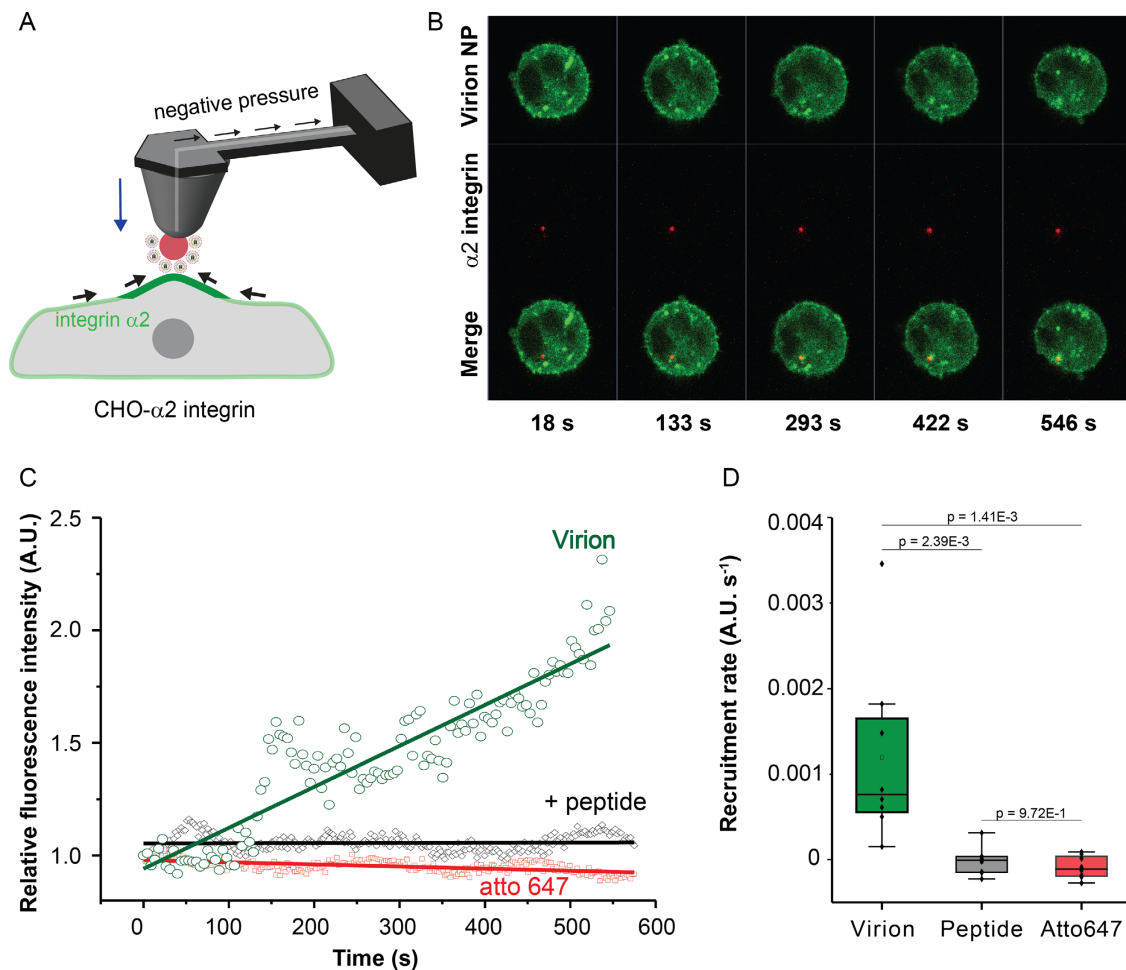 A
negative pressure
integrin α2
CHO-α2 integrin
B
Virion NP
α2 integrin
Merge
18 s
133 s
293 s
422 s
546 s
C
Relative fluorescence intensity (A.U.)
2.5
2.0
1.5
1.0
Virion
+ peptide
atto 647
0
100
200
300
400
500
600
Time (s)
D
Recruitment rate (A.U. s⁻¹)
0.004
0.003
0.002
0.001
0
p = 1.41E-3
p = 2.39E-3
p = 9.72E-1
Virion
Peptide
Atto647